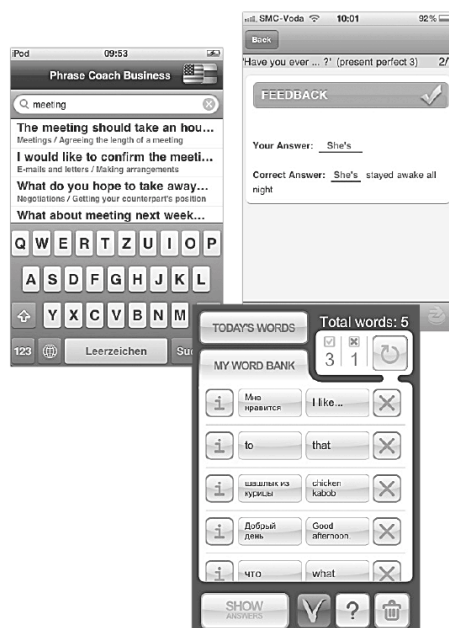 iPod 09:53
Phrase Coach Business
meeting
The meeting should take an hou...
Meetings / Agreeing the length of a meeting
I would like to confirm the meeti...
E-mails and letters / Making arrangements
What do you hope to take away...
Negotiations / Getting your counterpart's position
What about meeting next week...
Q W E R T Z U I O P
A S D F G H J K L
Y X C V B N M
123 Leerzeichen Su
SMC-Voda 10:01 92%
Back
'Have you ever ... ?' (present perfect 3) 2/
FEEDBACK
Your Answer: She's
Correct Answer: She's stayed awake all
night
TODAY'S WORDS
Total words: 5
MY WORD BANK
3 1
Мне
нравится
I like...
to that
шашлык из
курицы
chicken
kabob
Добрый
день
Good
afternoon.
что what
SHOW
ANSWERS
?